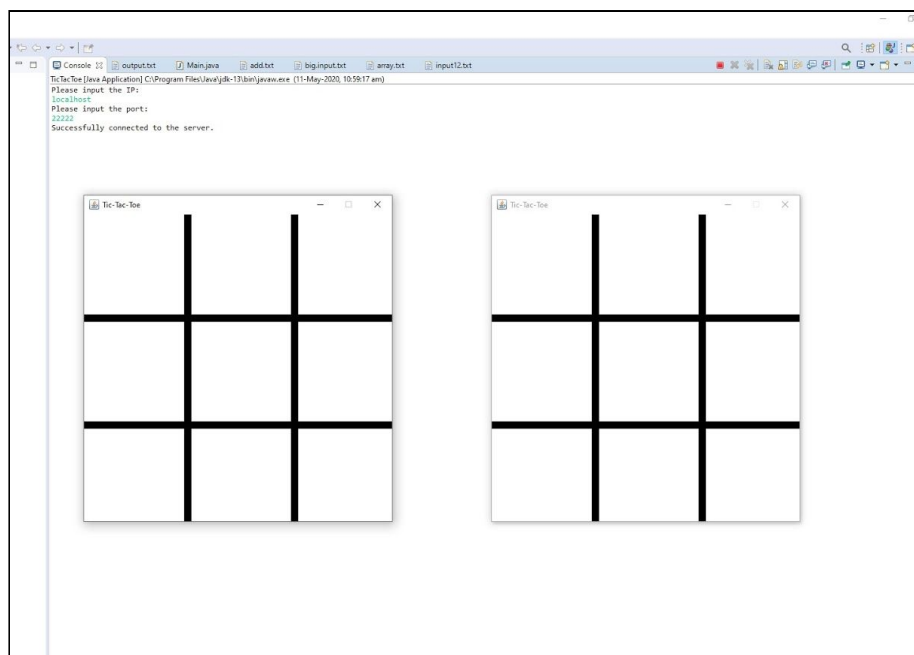 Console output.txt Main.java add.txt big.input.txt array.txt input12.txt
TicTacToe [Java Application] C:\Program Files\Java\jdk-13\bin\javaw.exe (11-May-2020, 10:59:17 am)
Please input the IP:
localhost
Please input the port:
22222
Successfully connected to the server.
Tic-Tac-Toe
Tic-Tac-Toe